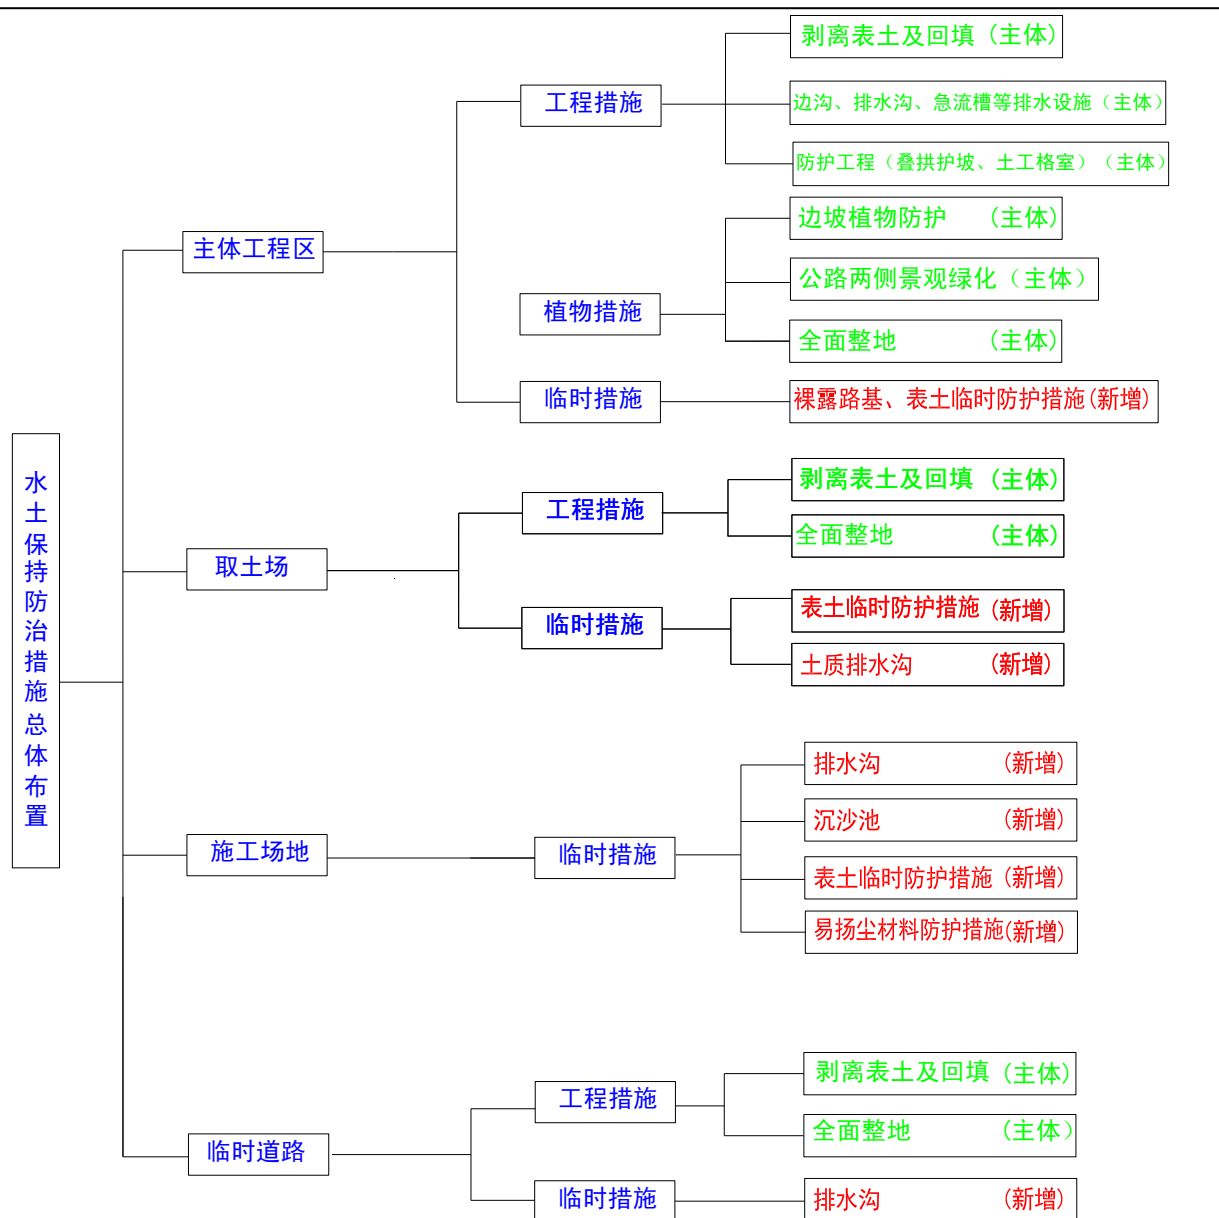 水土保持防治措施总体布置
主体工程区
工程措施
剥离表土及回填（主体）
边沟、排水沟、急流槽等排水设施（主体）
防护工程（叠拱护坡、土工格室）（主体）
植物措施
边坡植物防护 （主体）
公路两侧景观绿化（主体）
全面整地 （主体）
临时措施
裸露路基、表土临时防护措施(新增)
取土场
工程措施
剥离表土及回填（主体）
全面整地 （主体）
临时措施
表土临时防护措施 (新增)
土质排水沟 (新增)
施工场地
临时措施
排水沟 (新增)
沉沙池 (新增)
表土临时防护措施 (新增)
易扬尘材料防护措施(新增)
临时道路
工程措施
剥离表土及回填（主体）
全面整地 （主体）
临时措施
排水沟 (新增)